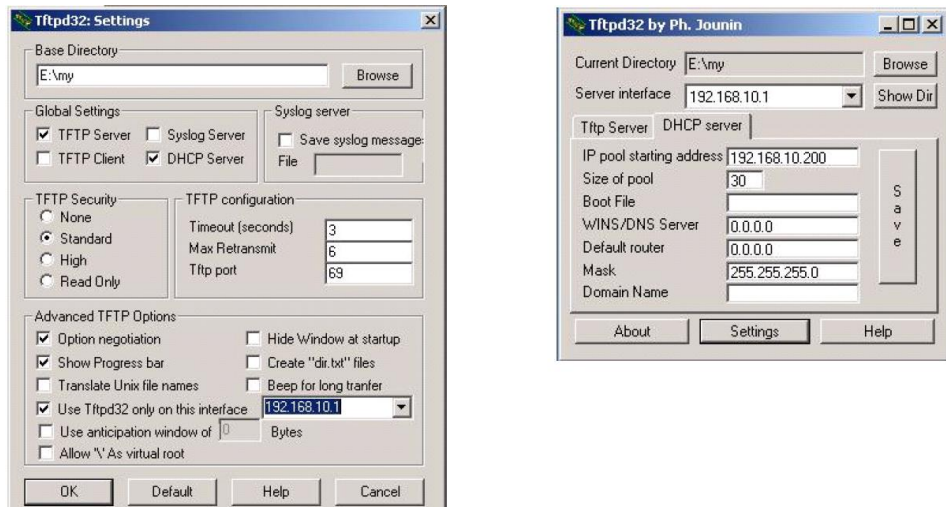 Tftpd32: Settings
Base Directory
E:\my
Browse
Global Settings
TFTP Server
Syslog Server
TFTP Client
DHCP Server
Syslog server
Save syslog message
File
TFTP Security
None
Standard
High
Read Only
TFTP configuration
Timeout (seconds) 3
Max Retransmit 6
Tftp port 69
Advanced TFTP Options
Option negotiation
Hide Window at startup
Show Progress bar
Create "dir.txt" files
Translate Unix file names
Beep for long tranfer
Use Tftpd32 only on this interface 192.168.10.1
Use anticipation window of 0 Bytes
Allow '\' As virtual root
OK
Default
Help
Cancel
Tftpd32 by Ph. Jounin
Current Directory E:\my Browse
Server interface 192.168.10.1 Show Dir
Tftp Server DHCP server
IP pool starting address 192.168.10.200
Size of pool 30
Boot File
WINS/DNS Server 0.0.0.0
Default router 0.0.0.0
Mask 255.255.255.0
Domain Name
Save
About
Settings
Help